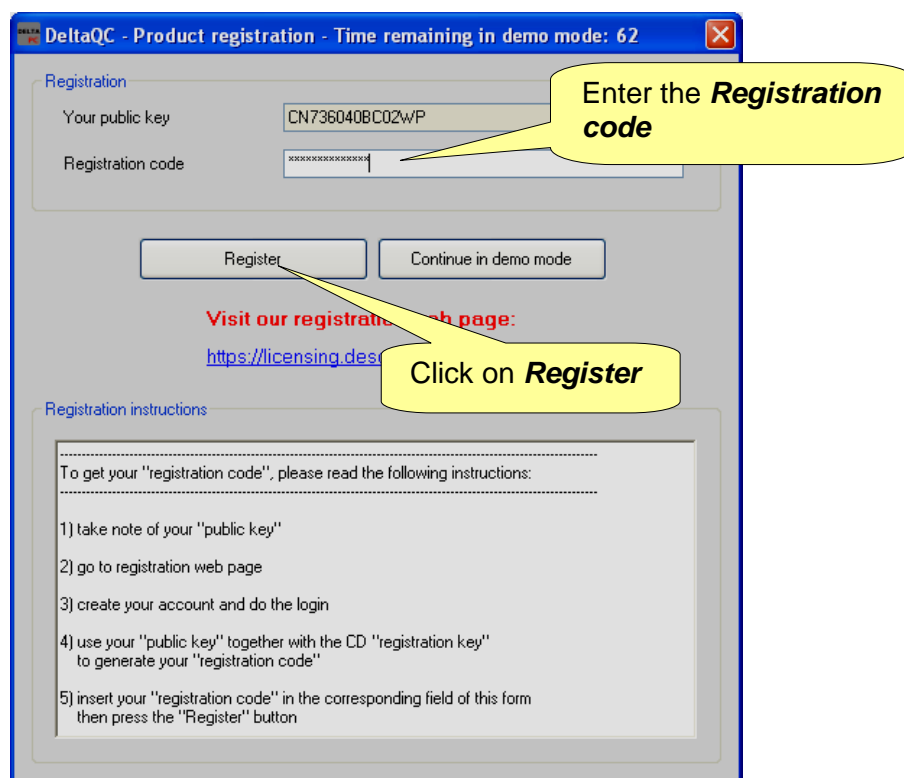 DELTA PC DeltaQC - Product registration - Time remaining in demo mode: 62
Registration
Your public key CN736040BC02WP
Enter the Registration
code
Registration code **************
Register Continue in demo mode
Visit our registration web page:
https://licensing.des
Click on Register
Registration instructions
--------------------------------------------------------------------------------
To get your "registration code", please read the following instructions:
--------------------------------------------------------------------------------
1) take note of your "public key"
2) go to registration web page
3) create your account and do the login
4) use your "public key" together with the CD "registration key"
to generate your "registration code"
5) insert your "registration code" in the corresponding field of this form
then press the "Register" button